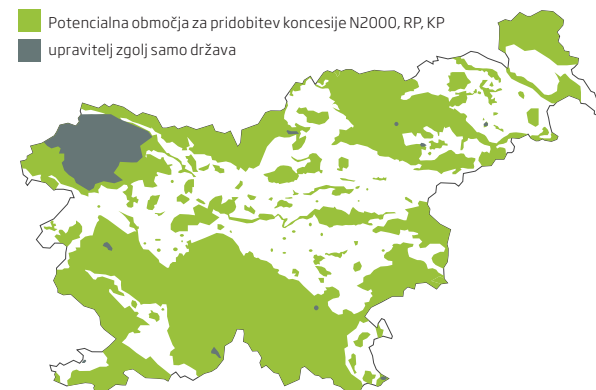 Potencialna območja za pridobitev koncesije N2000, RP, KP
upravitelj zgolj samo država